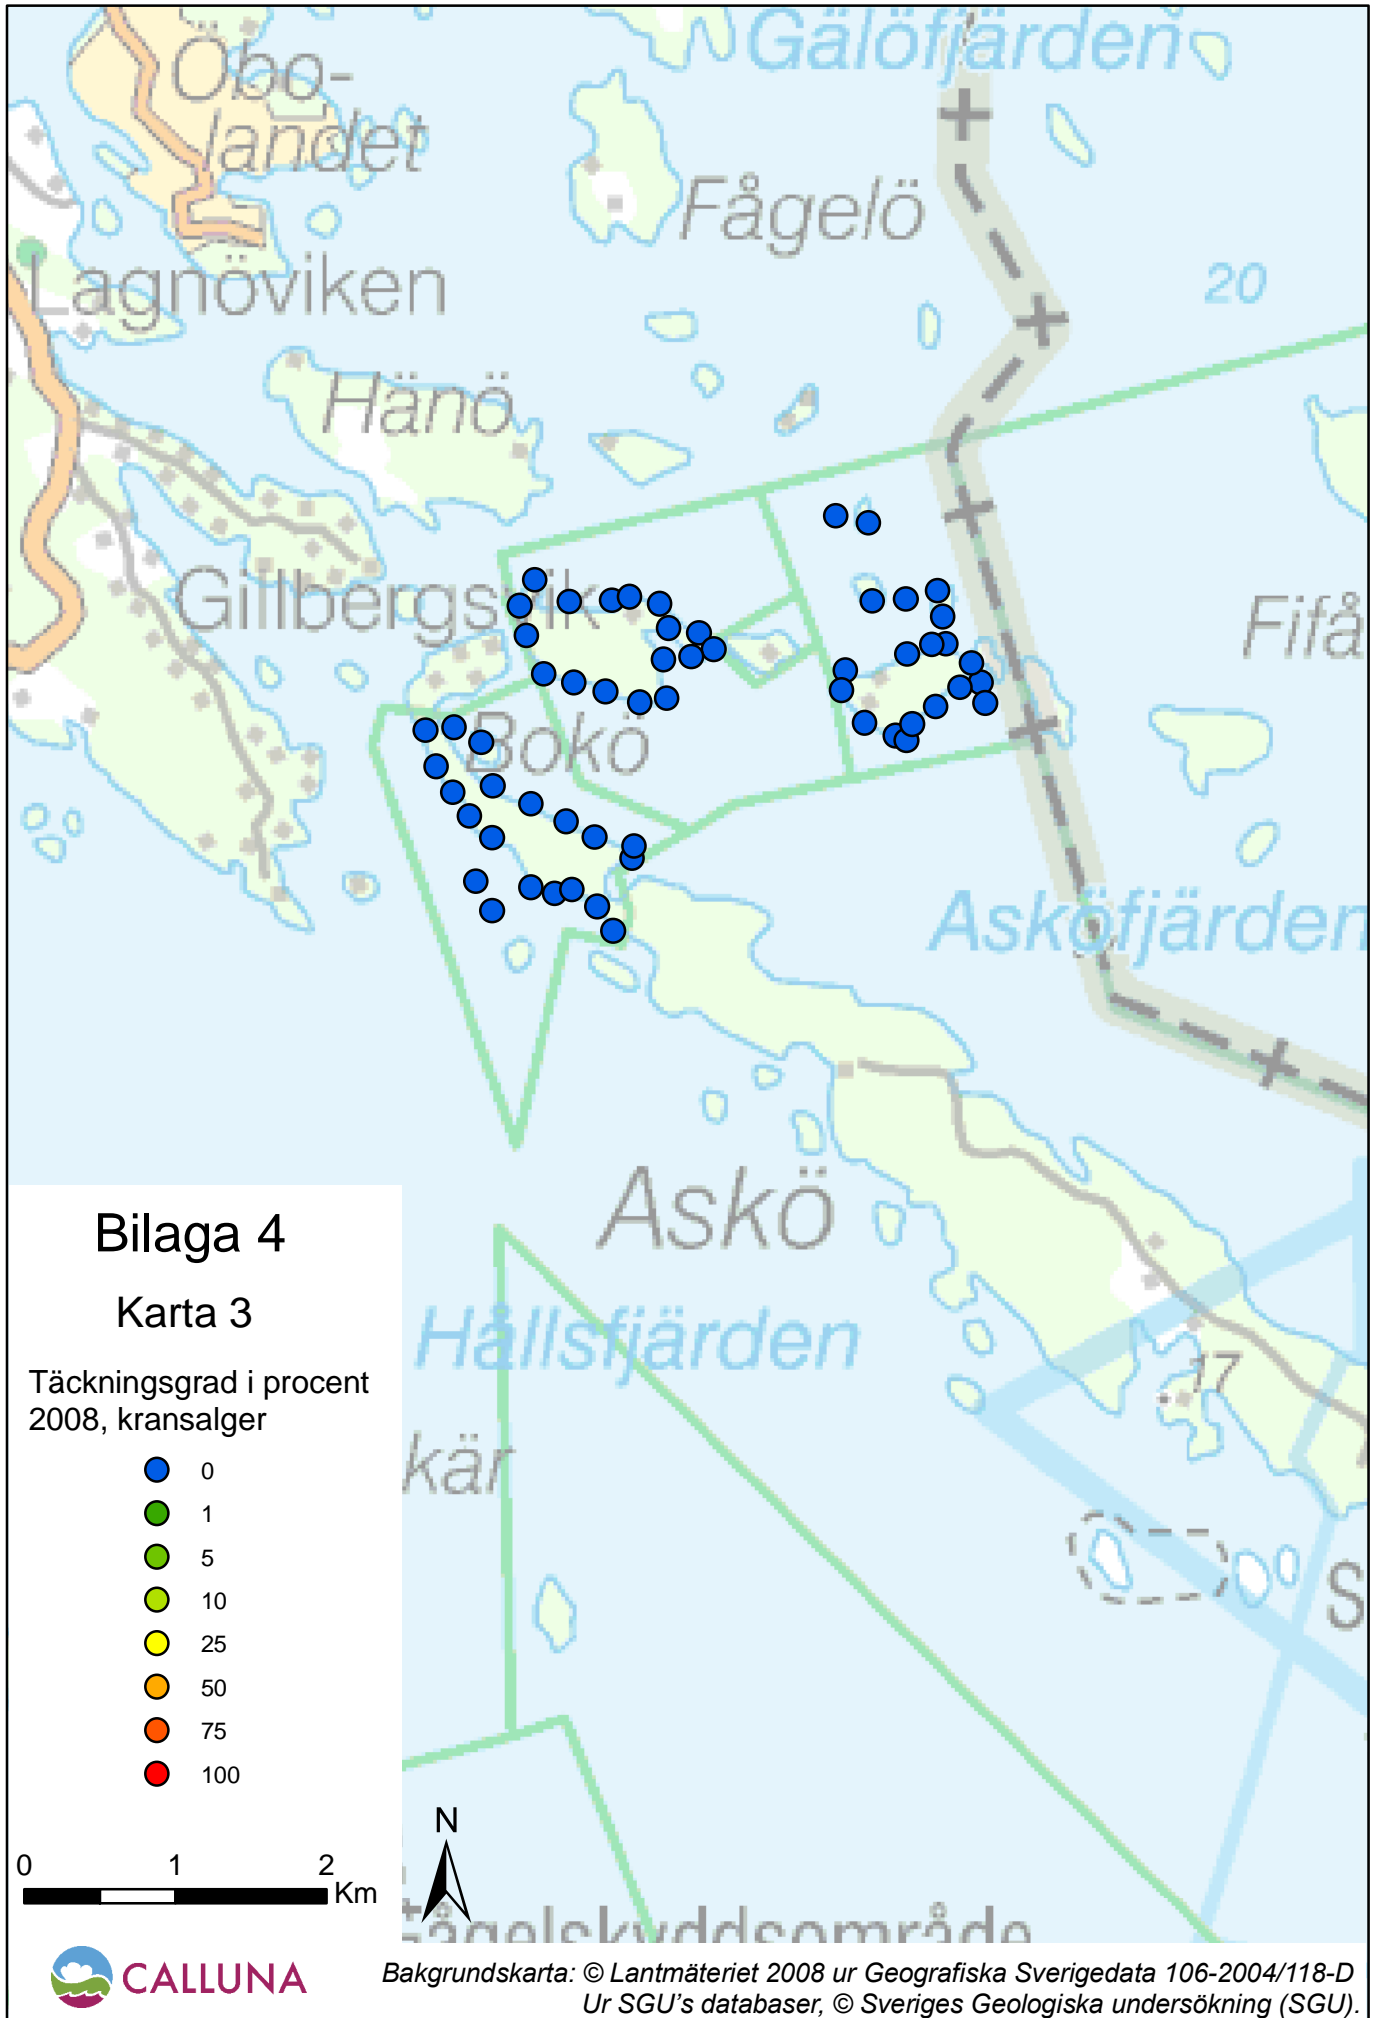 Gälöfjärden
Öbo-
landet
Fågelö
Lagnöviken
20
Hänö
Gillbergsvik
Fifå
Bokö
Asköfjärden
Askö
Hållsfjärden
17
kär
S
Fågelskyddsområde
Bilaga 4
Karta 3
Täckningsgrad i procent
2008, kransalger
0
1
5
10
25
50
75
100
N
0 1 2
Km
CALLUNA
Bakgrundskarta: © Lantmäteriet 2008 ur Geografiska Sverigedata 106-2004/118-D
Ur SGU's databaser, © Sveriges Geologiska undersökning (SGU).